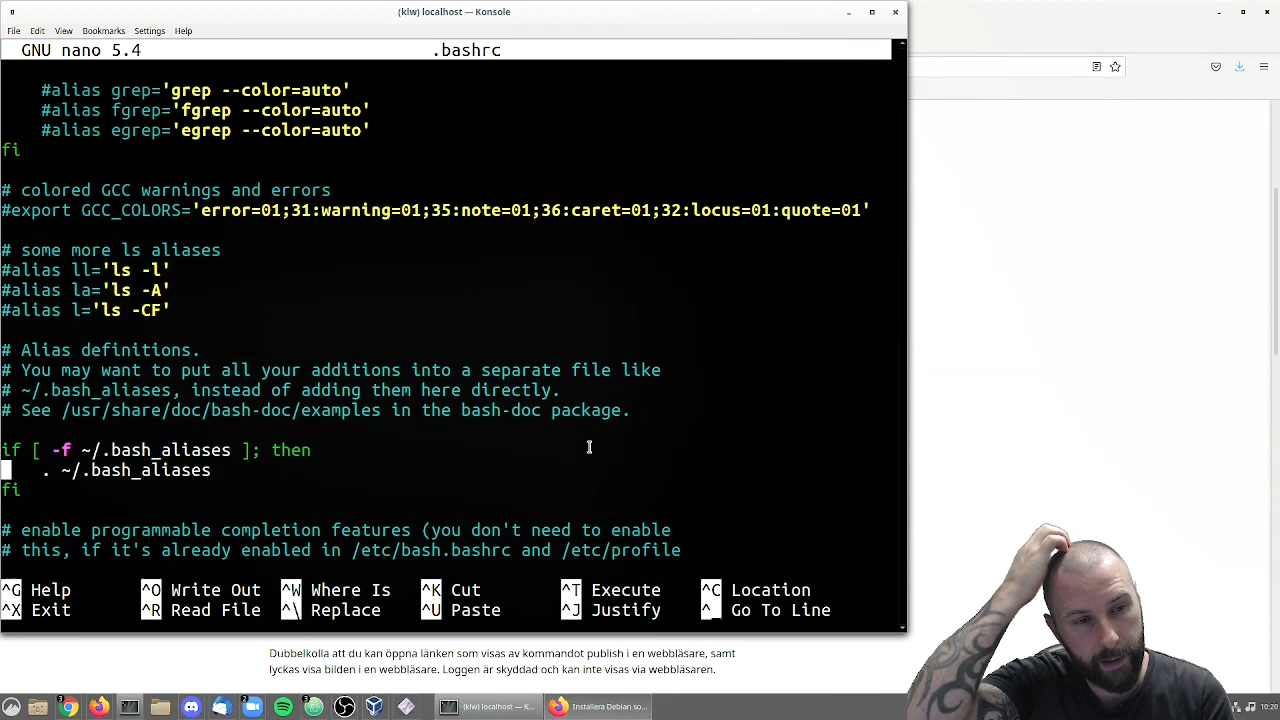 (klw) localhost — Konsole
File Edit View Bookmarks Settings Help
GNU nano 5.4 .bashrc
#alias grep='grep --color=auto'
#alias fgrep='fgrep --color=auto'
#alias egrep='egrep --color=auto'
fi
# colored GCC warnings and errors
#export GCC_COLORS='error=01;31:warning=01;35:note=01;36:caret=01;32:locus=01:quote=01'
# some more ls aliases
#alias ll='ls -l'
#alias la='ls -A'
#alias l='ls -CF'
# Alias definitions.
# You may want to put all your additions into a separate file like
# ~/.bash_aliases, instead of adding them here directly.
# See /usr/share/doc/bash-doc/examples in the bash-doc package.
if [ -f ~/.bash_aliases ]; then
. ~/.bash_aliases
fi
# enable programmable completion features (you don't need to enable
# this, if it's already enabled in /etc/bash.bashrc and /etc/profile
^G Help ^O Write Out ^W Where Is ^K Cut ^T Execute ^C Location
^X Exit ^R Read File ^\ Replace ^U Paste ^J Justify ^_ Go To Line
Dubbelkolla att du kan öppna länken som visas av kommandot publish i en webbläsare, samt
lyckas visa bilden i en webbläsare. Loggen är skyddad och kan inte visas via webbläsaren.
3 2 (klw) localhost — K... Installera Debian so... 10:20